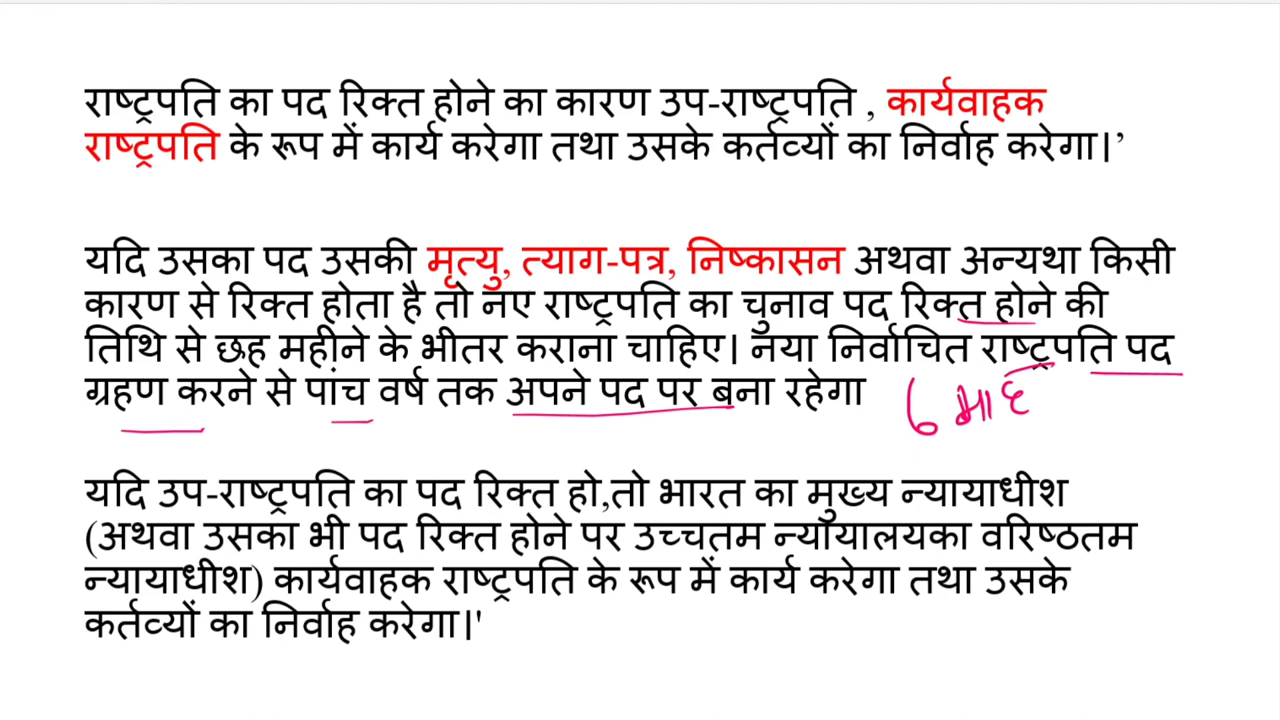 राष्ट्रपति का पद रिक्त होने का कारण उप-राष्ट्रपति , कार्यवाहक
राष्ट्रपति के रूप में कार्य करेगा तथा उसके कर्तव्यों का निर्वाह करेगा।’
यदि उसका पद उसकी मृत्यु, त्याग-पत्र, निष्कासन अथवा अन्यथा किसी
कारण से रिक्त होता है तो नए राष्ट्रपति का चुनाव पद रिक्त होने की
तिथि से छह महीने के भीतर कराना चाहिए। नया निर्वाचित राष्ट्रपति पद
ग्रहण करने से पांच वर्ष तक अपने पद पर बना रहेगा
6 माह
यदि उप-राष्ट्रपति का पद रिक्त हो,तो भारत का मुख्य न्यायाधीश
(अथवा उसका भी पद रिक्त होने पर उच्चतम न्यायालयका वरिष्ठतम
न्यायाधीश) कार्यवाहक राष्ट्रपति के रूप में कार्य करेगा तथा उसके
कर्तव्यों का निर्वाह करेगा।'